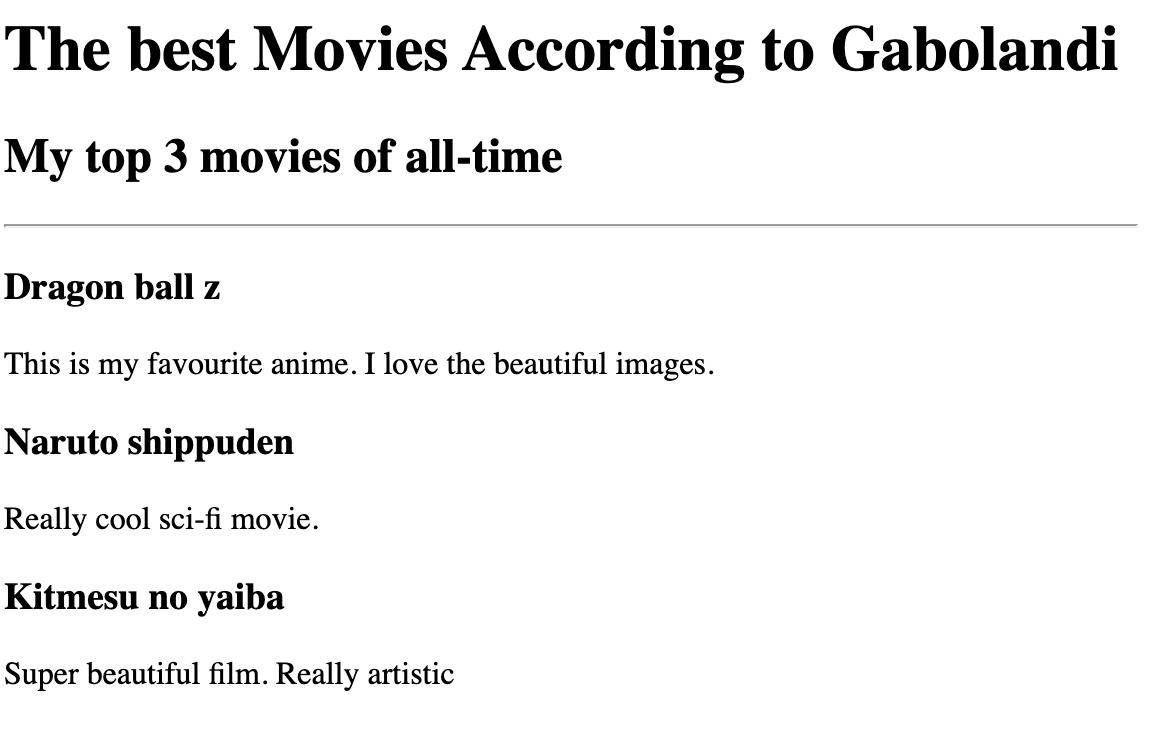 The best Movies According to Gabolandi
My top 3 movies of all-time
Dragon ball z
This is my favourite anime. I love the beautiful images.
Naruto shippuden
Really cool sci-fi movie.
Kitmesu no yaiba
Super beautiful film. Really artistic